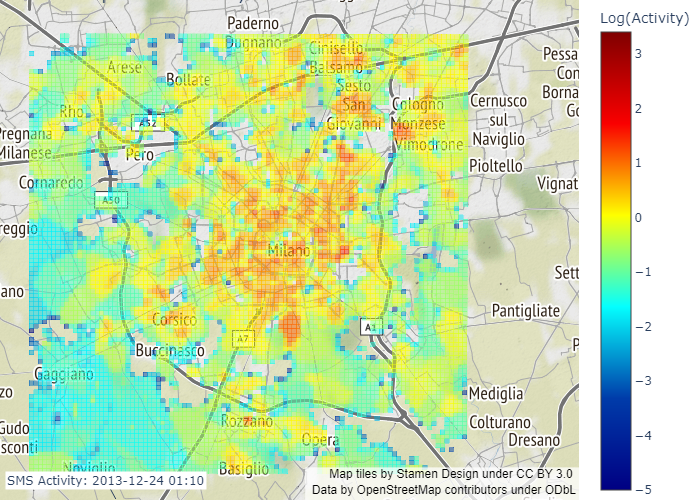 Paderno
Dugnano
Cinisello
Balsamo
Arese
Bollate
Sesto
San
Giovanni
Cologno
Monzese
Vimodrone
Cernusco
sul
Naviglio
Pessa
Con
Borna
Go
Rho
A52
Pero
Pregnana
Milanese
Cornaredo
A50
Pioltello
Vignat
reggio
Milano
Sett
ano
Pantigliate
Corsico
A7
A1
Buccinasco
Gaggiano
zo
Mediglia
Rozzano
Colturano
Dresano
Gudo
sconti
Opera
Noviglio
Basiglio
SMS Activity: 2013-12-24 01:10
Map tiles by Stamen Design under CC BY 3.0
Data by OpenStreetMap contributors under ODbL
Log(Activity)
3
2
1
0
−1
−2
−3
−4
−5